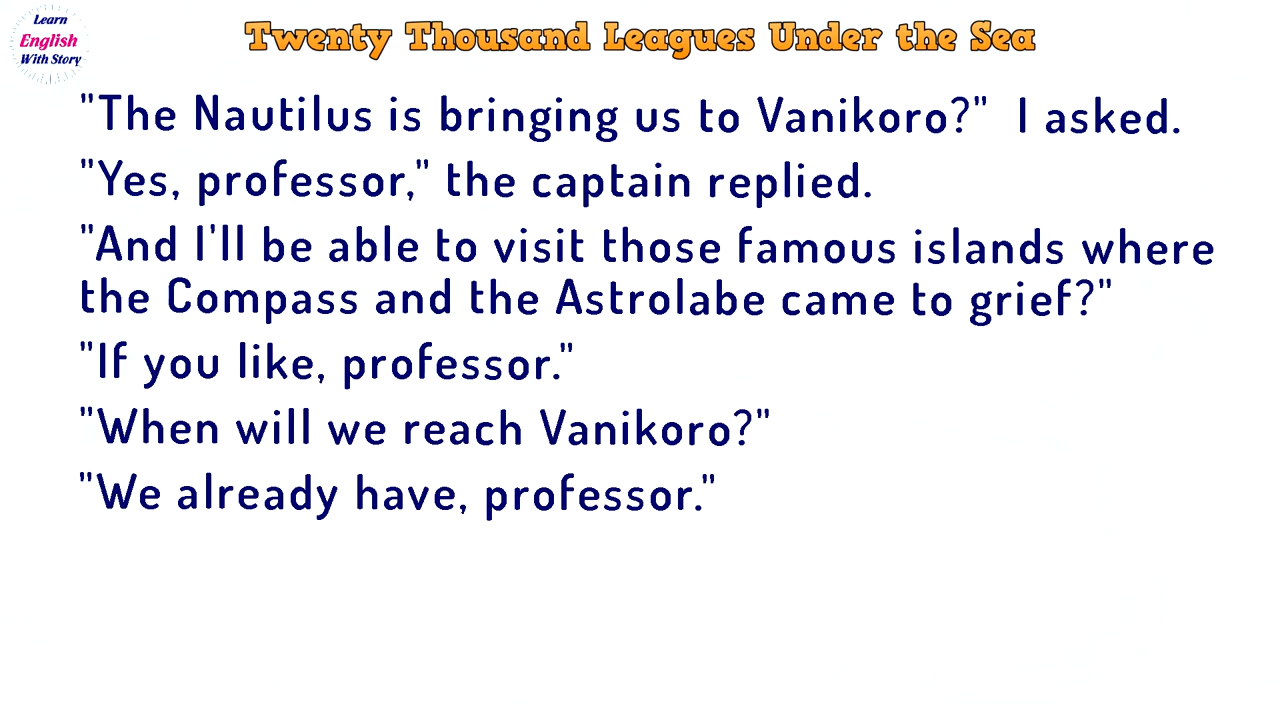 Learn
English
With Story
Twenty Thousand Leagues Under the Sea
"The Nautilus is bringing us to Vanikoro?" I asked.
"Yes, professor," the captain replied.
"And I'll be able to visit those famous islands where
the Compass and the Astrolabe came to grief?"
"If you like, professor."
"When will we reach Vanikoro?"
"We already have, professor."